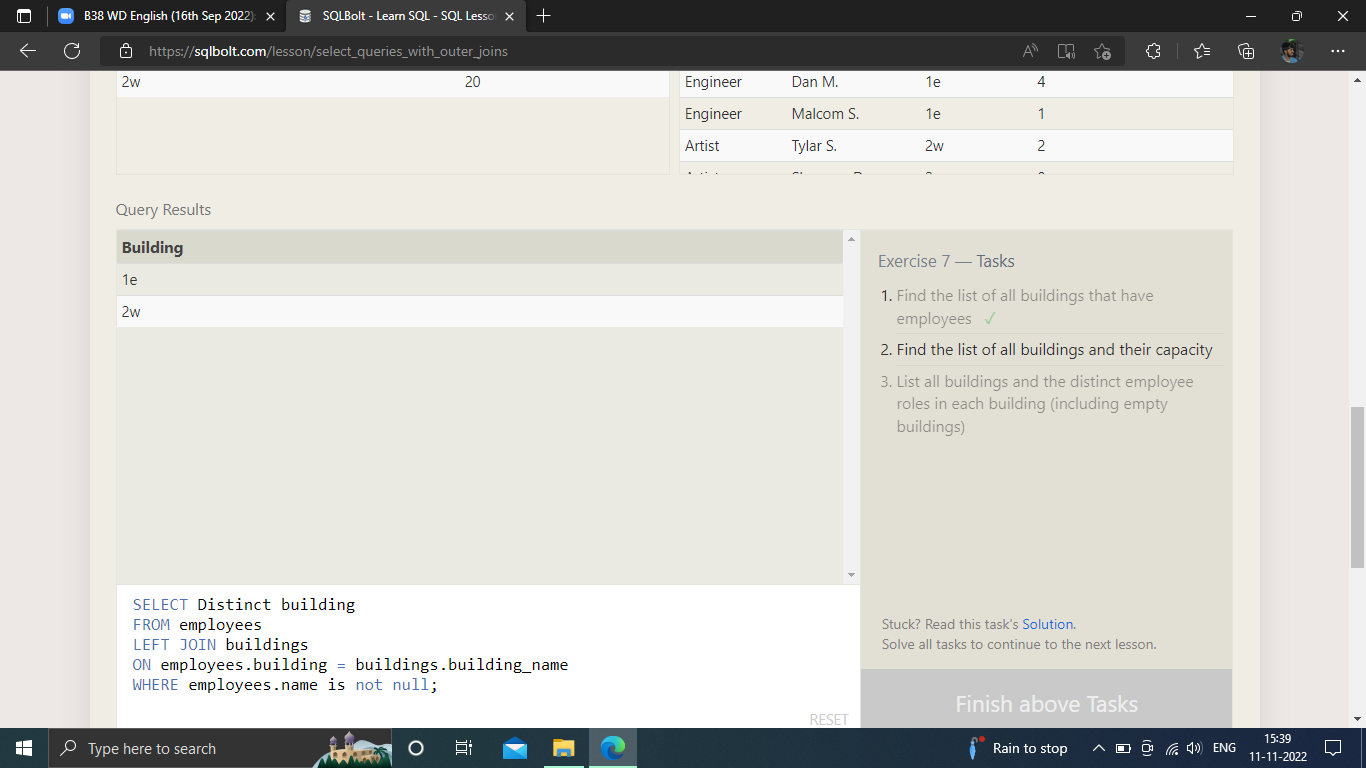 B38 WD English (16th Sep 2022):
SQLBolt - Learn SQL - SQL Lesso
https://sqlbolt.com/lesson/select_queries_with_outer_joins
2w 20
Engineer Dan M. 1e 4
Engineer Malcom S. 1e 1
Artist Tylar S. 2w 2
Query Results
Building
1e
2w
Exercise 7 — Tasks
1. Find the list of all buildings that have
employees ✓
2. Find the list of all buildings and their capacity
3. List all buildings and the distinct employee
roles in each building (including empty
buildings)
Stuck? Read this task's Solution.
Solve all tasks to continue to the next lesson.
Finish above Tasks
SELECT Distinct building
FROM employees
LEFT JOIN buildings
ON employees.building = buildings.building_name
WHERE employees.name is not null;
RESET
Type here to search
Rain to stop
ENG
15:39
11-11-2022